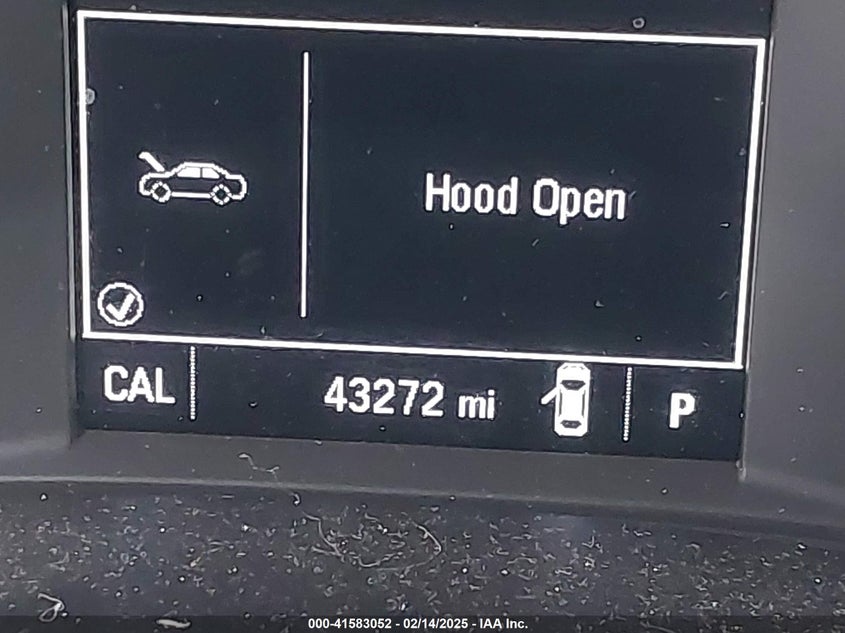 Hood Open
CAL 43272 mi P
000-41583052 - 02/14/2025 - IAA Inc.